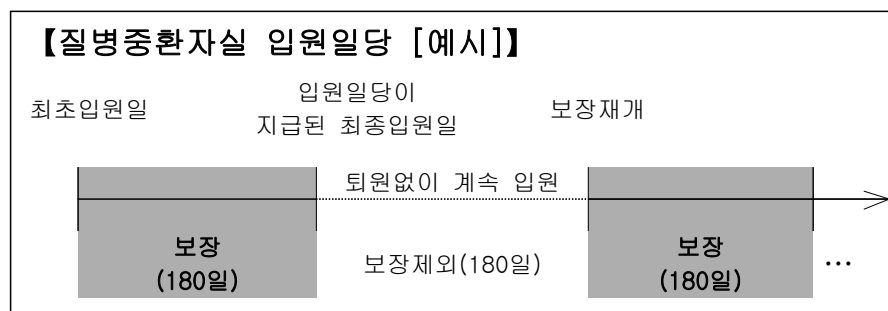 【질병중환자실 입원일당 [예시]】
최초입원일
입원일당이
지급된 최종입원일
보장재개
퇴원없이 계속 입원
보장
(180일)
보장제외(180일)
보장
(180일)
…